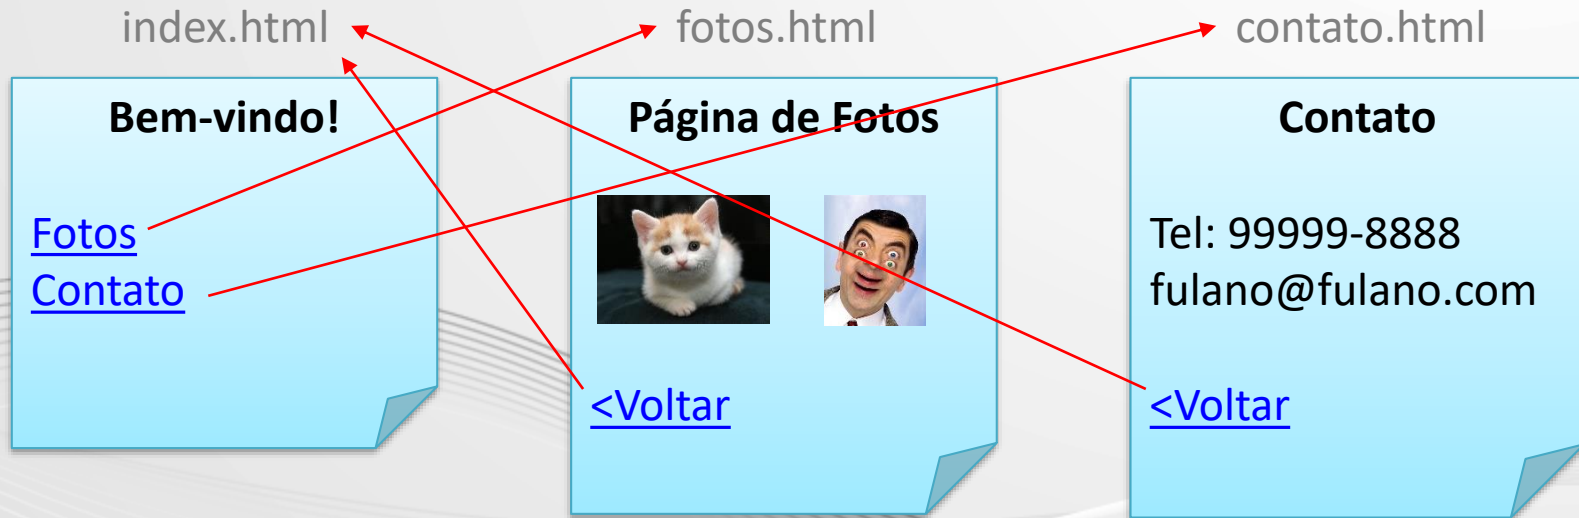 index.html
fotos.html
contato.html
Bem-vindo!
Fotos
Contato
Página de Fotos
<Voltar
Contato
Tel: 99999-8888
fulano@fulano.com
<Voltar